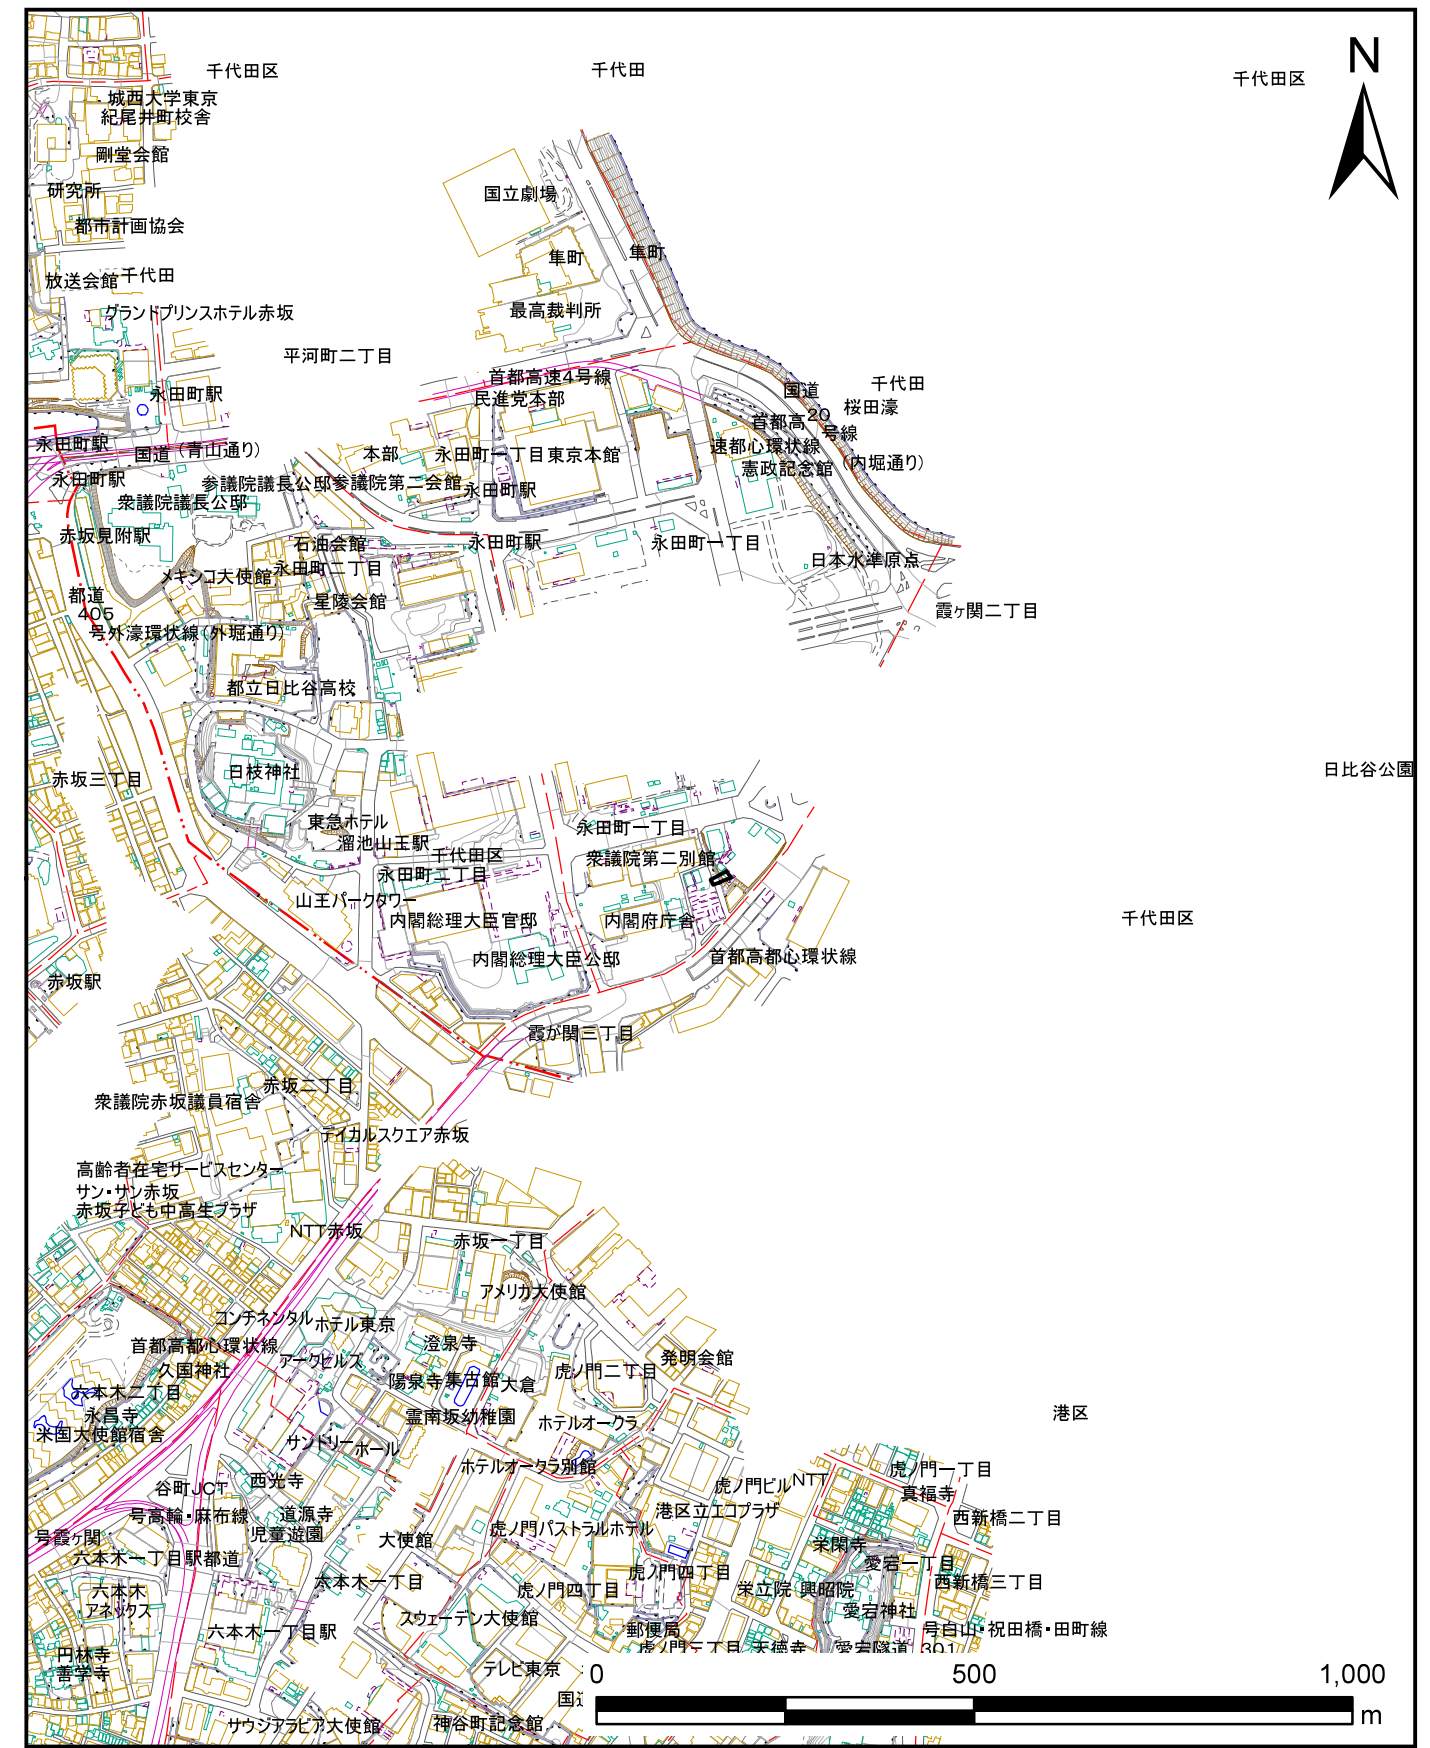 千代田区
千代田
千代田区
N
城西大学東京
紀尾井町校舎
剛堂会館
研究所
都市計画協会
放送会館
千代田
グランドプリンスホテル赤坂
国立劇場
隼町
隼町
最高裁判所
平河町二丁目
首都高速4号線
民進党本部
永田町駅
国道
20
号線
千代田
桜田濠
首都高
速都心環状線
(内堀通り)
憲政記念館
永田町駅
国道 (青山通り)
本部
永田町一丁目
東京本館
永田町駅
参議院議長公邸
参議院第二会館
永田町駅
衆議院議長公邸
赤坂見附駅
石油会館
永田町駅
永田町一丁目
日本水準原点
メキシコ大使館
永田町二丁目
星陵会館
霞ヶ関二丁目
都道
405
号外濠環状線(外堀通り)
都立日比谷高校
日枝神社
赤坂三丁目
日比谷公園
東急ホテル
溜池山王駅
千代田区
永田町二丁目
永田町一丁目
衆議院第二別館
山王パークタワー
内閣総理大臣官邸
内閣府庁舎
千代田区
内閣総理大臣公邸
首都高都心環状線
赤坂駅
霞が関三丁目
赤坂二丁目
衆議院赤坂議員宿舎
デイカルスクエア赤坂
高齢者在宅サービスセンター
サン・サン赤坂
赤坂子ども中高生プラザ
NTT赤坂
赤坂一丁目
アメリカ大使館
コンチネンタル
ホテル東京
首都高都心環状線
アークヒルズ
澄泉寺
久国神社
陽泉寺
集古館
大倉
虎ノ門二丁目
発明会館
六本木二丁目
永昌寺
米国大使館宿舎
霊南坂幼稚園
ホテルオークラ
港区
サントリー
ホール
ホテルオークラ別館
谷町JCT
西光寺
虎ノ門ビル
NTT
虎ノ門一丁目
真福寺
号高輪・麻布線
道源寺
児童遊園
港区立エコプラザ
西新橋二丁目
号霞ヶ関
六本木一丁目駅
都道
大使館
虎ノ門パストラルホテル
栄閑寺
愛宕一丁目
六本木一丁目
虎ノ門四丁目
虎ノ門四丁目
栄立院
興昭院
西新橋三丁目
六本木
アネックス
スウェーデン大使館
愛宕神社
六本木一丁目駅
郵便局
号白山・祝田橋・田町線
虎ノ門三丁目
天徳寺
愛宕隧道
301
円林寺
善学寺
テレビ東京
サウジアラビア大使館
神谷町記念館
0
500
1,000
m